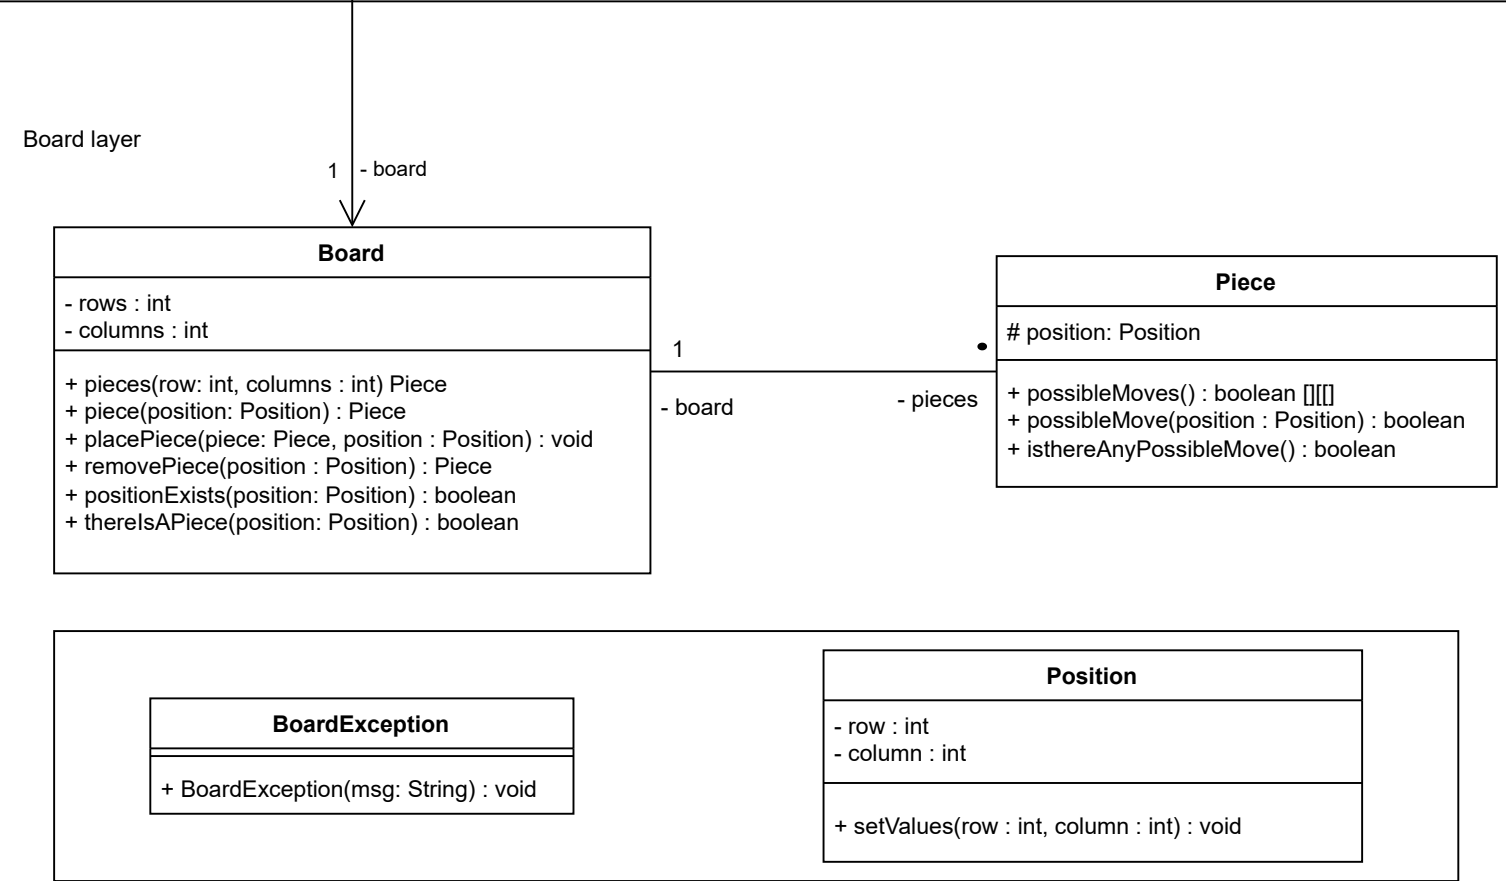 Board layer
1
- board
Board
- rows : int
- columns : int
+ pieces(row: int, columns : int) Piece
+ piece(position: Position) : Piece
+ placePiece(piece: Piece, position : Position) : void
+ removePiece(position : Position) : Piece
+ positionExists(position: Position) : boolean
+ thereIsAPiece(position: Position) : boolean
1
- board
- pieces
Piece
# position: Position
+ possibleMoves() : boolean [][[]
+ possibleMove(position : Position) : boolean
+ isthereAnyPossibleMove() : boolean
BoardException
+ BoardException(msg: String) : void
Position
- row : int
- column : int
+ setValues(row : int, column : int) : void